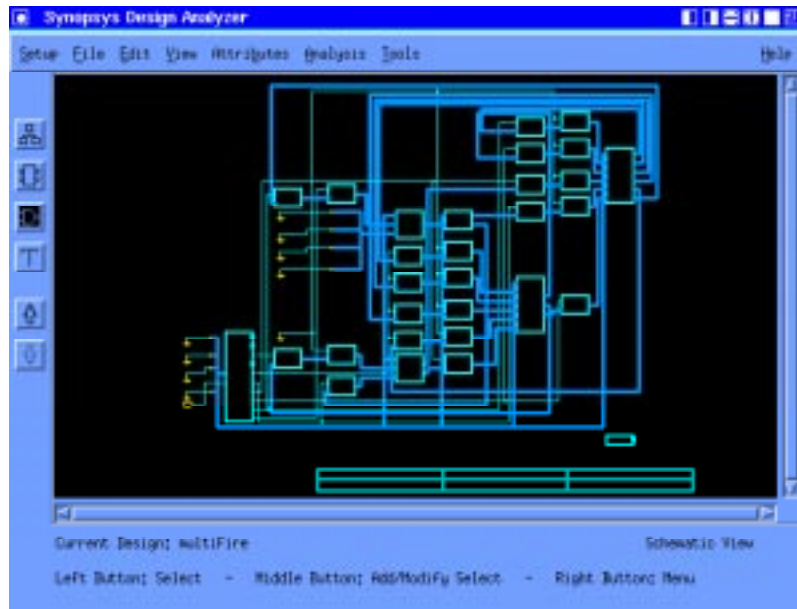 Synopsys Design Analyzer
Setup File Edit View Attributes Analysis Tools Help
Current Design: multiFire Schematic View
Left Button: Select - Middle Button: Add/Modify Select - Right Button: Menu